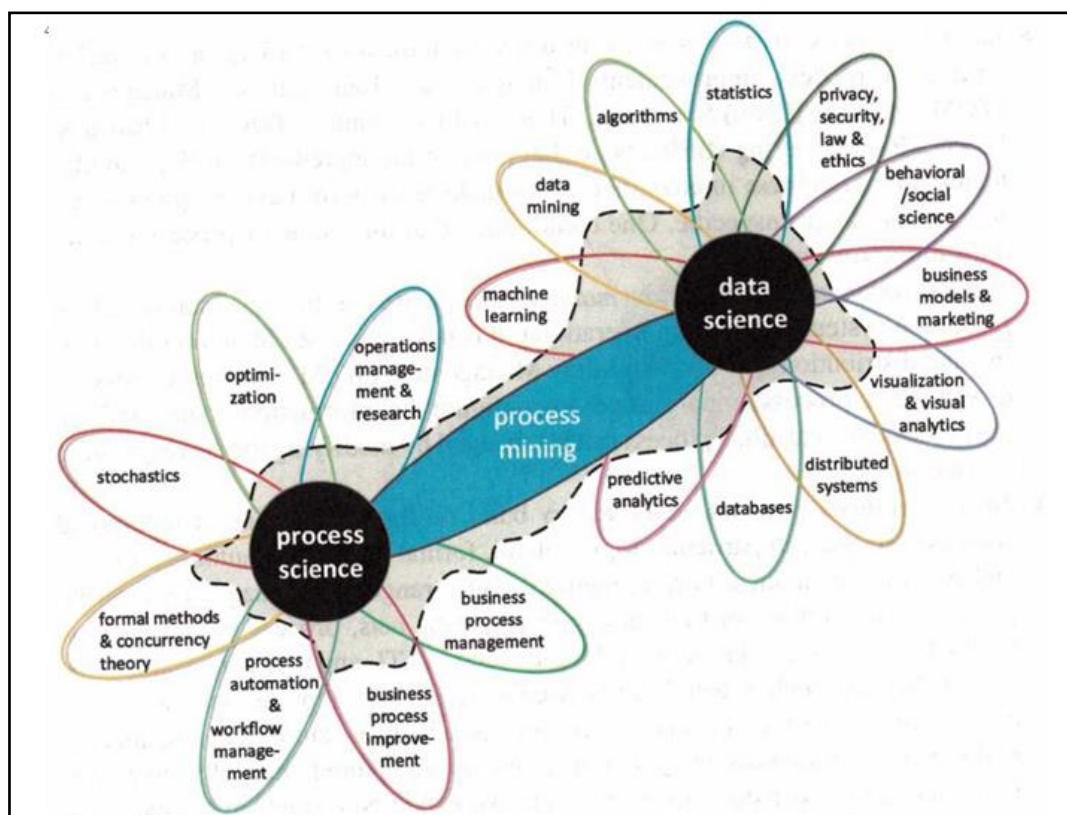 statistics
privacy,
security,
law &
ethics
algorithms
behavioral
/social
science
data
mining
machine
learning
data
science
business
models &
marketing
visualization
& visual
analytics
distributed
systems
databases
predictive
analytics
process
mining
operations
manage-
ment &
research
optimi-
zation
stochastics
process
science
formal methods
& concurrency
theory
process
automation
&
workflow
manage-
ment
business
process
improve-
ment
business
process
management